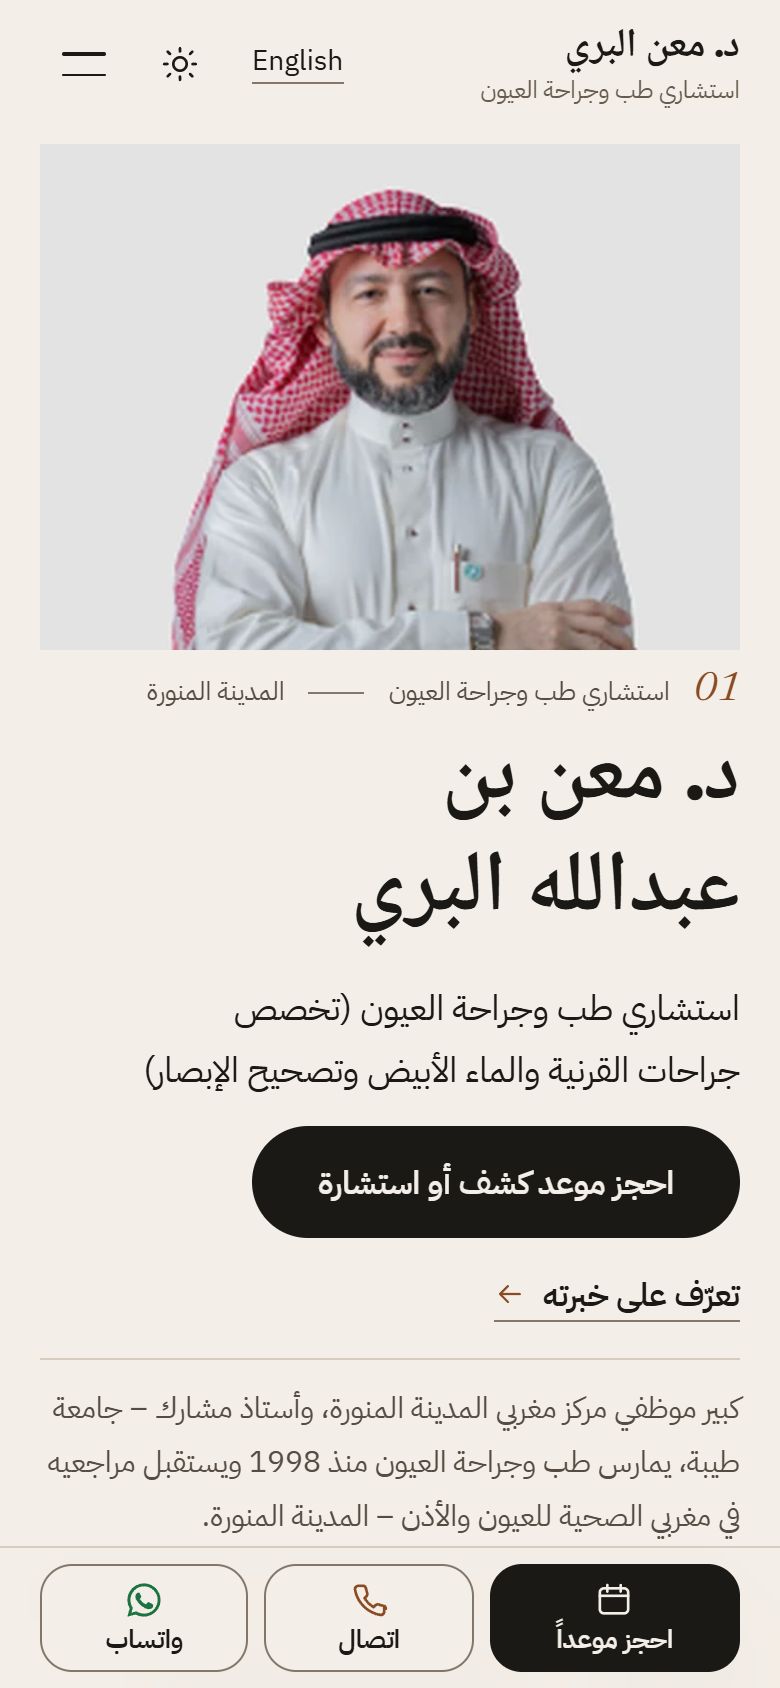 د. معن البري
استشاري طب وجراحة العيون
English
01 استشاري طب وجراحة العيون — المدينة المنورة
د. معن بن
عبدالله البري
استشاري طب وجراحة العيون (تخصص
جراحات القرنية والماء الأبيض وتصحيح الإبصار)
احجز موعد كشف أو استشارة
تعرّف على خبرته ←
كبير موظفي مركز مغربي المدينة المنورة، وأستاذ مشارك – جامعة
طيبة، يمارس طب وجراحة العيون منذ 1998 ويستقبل مراجعيه
في مغربي الصحية للعيون والأذن – المدينة المنورة.
احجز موعداً
اتصال
واتساب